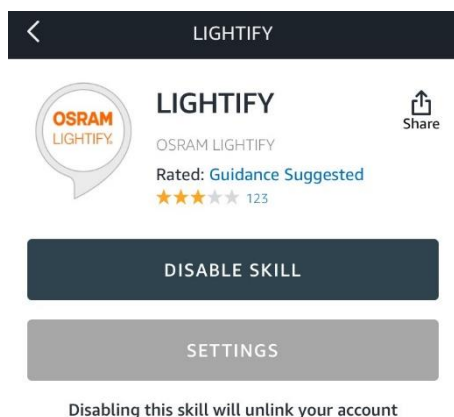 LIGHTIFY
OSRAM
LIGHTIFY
LIGHTIFY
Share
OSRAM LIGHTIFY
Rated: Guidance Suggested
123
DISABLE SKILL
SETTINGS
Disabling this skill will unlink your account